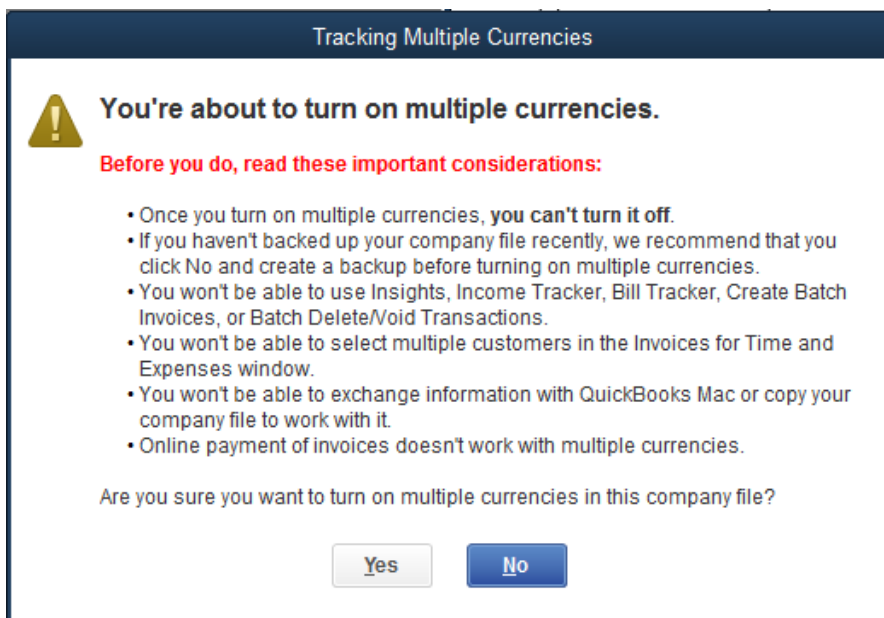 Tracking Multiple Currencies
You're about to turn on multiple currencies.
Before you do, read these important considerations:
• Once you turn on multiple currencies, you can't turn it off.
• If you haven't backed up your company file recently, we recommend that you
click No and create a backup before turning on multiple currencies.
• You won't be able to use Insights, Income Tracker, Bill Tracker, Create Batch
Invoices, or Batch Delete/Void Transactions.
• You won't be able to select multiple customers in the Invoices for Time and
Expenses window.
• You won't be able to exchange information with QuickBooks Mac or copy your
company file to work with it.
• Online payment of invoices doesn't work with multiple currencies.
Are you sure you want to turn on multiple currencies in this company file?
Yes No